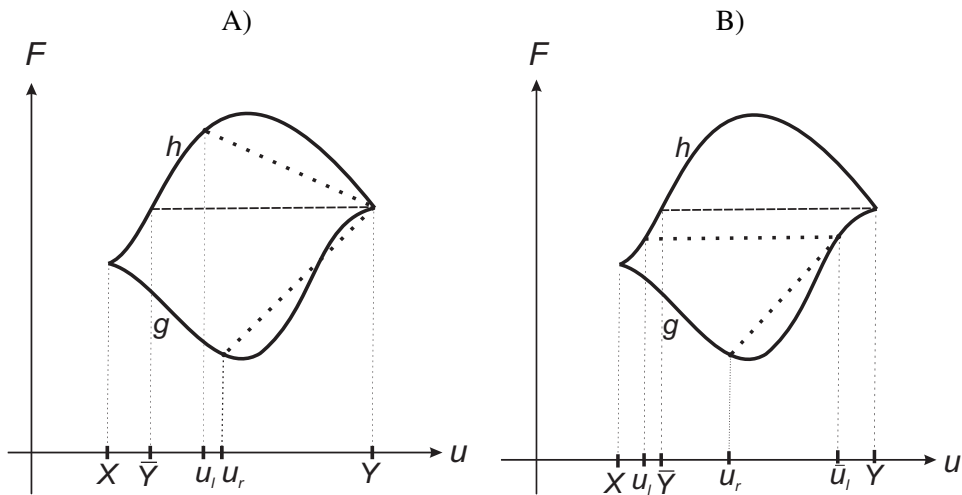 A)
F
h
g
X Ȳ u_l u_r Y u
B)
F
h
g
X u_l Ȳ u_r ū_l Y u